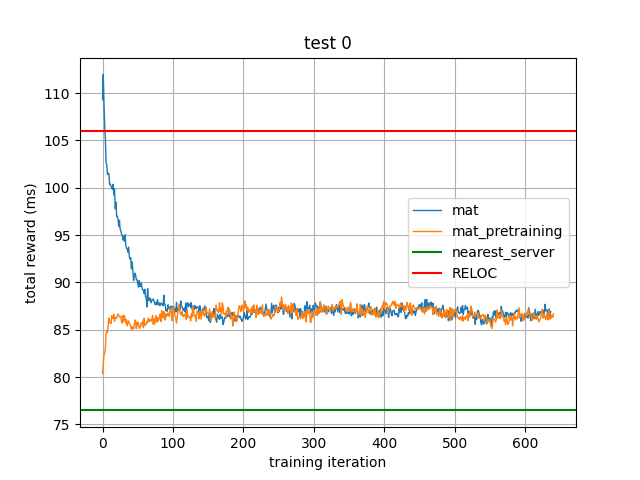 test 0
total reward (ms)
110
105
100
95
90
85
80
75
mat
mat_pretraining
nearest_server
RELOC
0 100 200 300 400 500 600
training iteration